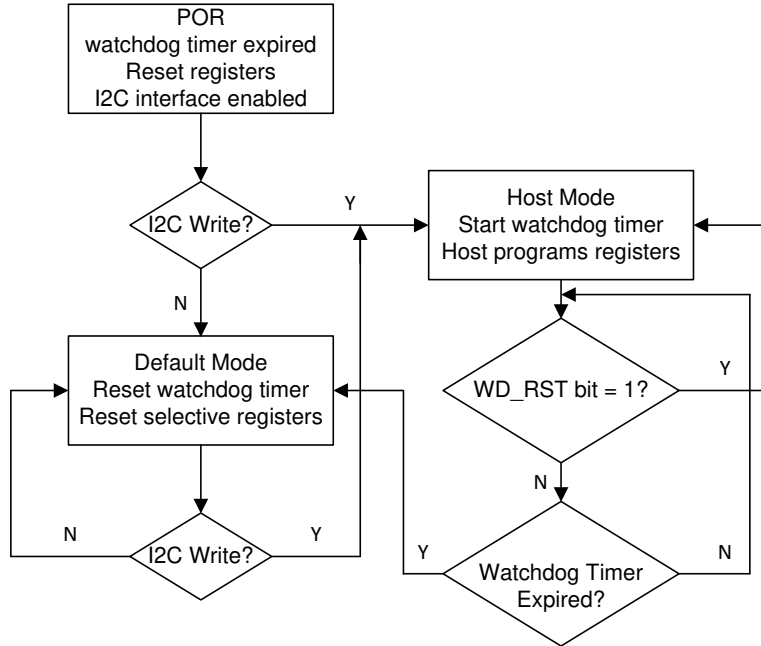 POR
watchdog timer expired
Reset registers
I2C interface enabled
I2C Write?
Y
N
Host Mode
Start watchdog timer
Host programs registers
Default Mode
Reset watchdog timer
Reset selective registers
WD_RST bit = 1?
Y
N
I2C Write?
N
Y
Watchdog Timer
Expired?
Y
N